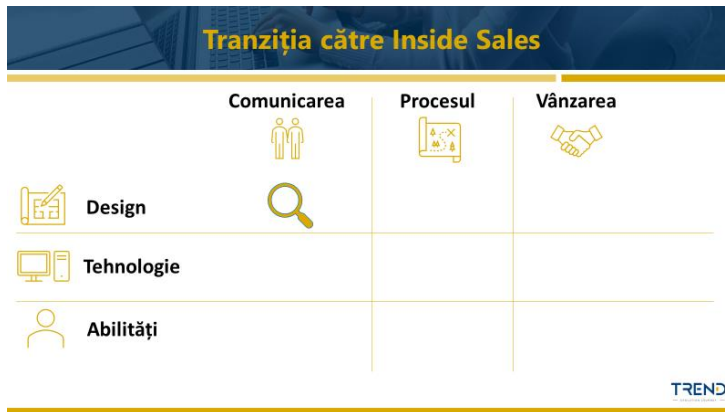 Tranziția către Inside Sales
Comunicarea Procesul Vânzarea
Design
Tehnologie
Abilități
TREND